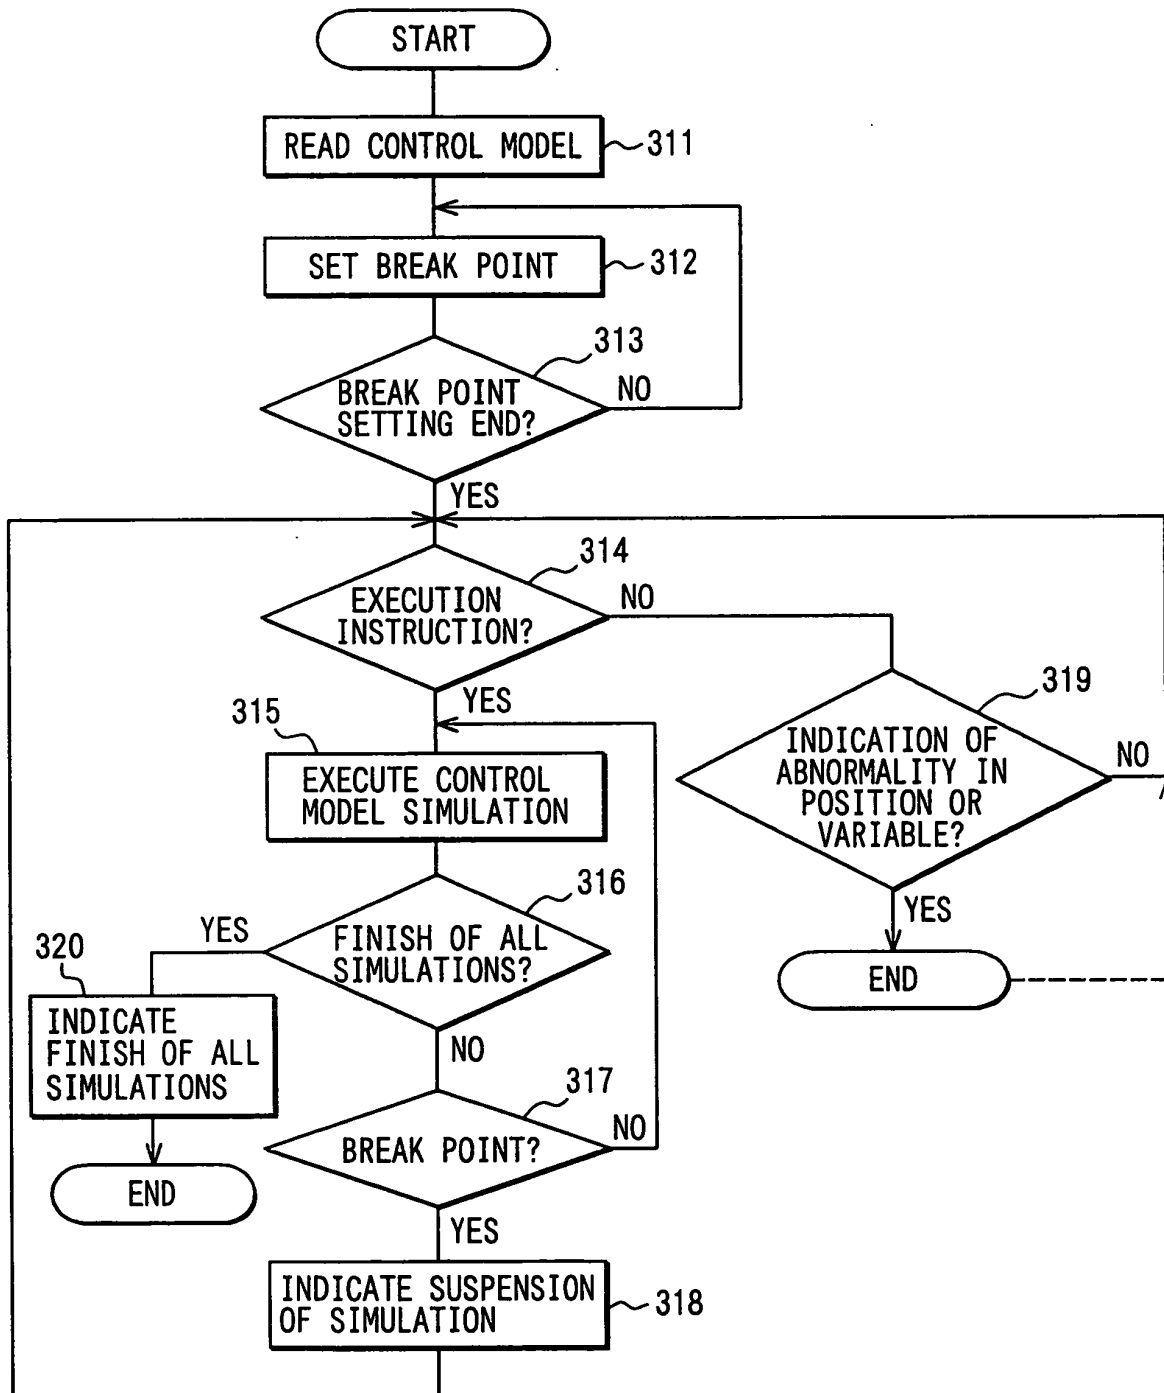 START
READ CONTROL MODEL
311
SET BREAK POINT
312
313
BREAK POINT
SETTING END?
NO
YES
314
EXECUTION
INSTRUCTION?
NO
YES
319
INDICATION OF
ABNORMALITY IN
POSITION OR
VARIABLE?
NO
YES
END
315
EXECUTE CONTROL
MODEL SIMULATION
316
FINISH OF ALL
SIMULATIONS?
YES
NO
320
INDICATE
FINISH OF ALL
SIMULATIONS
END
317
BREAK POINT?
NO
YES
INDICATE SUSPENSION
OF SIMULATION
318